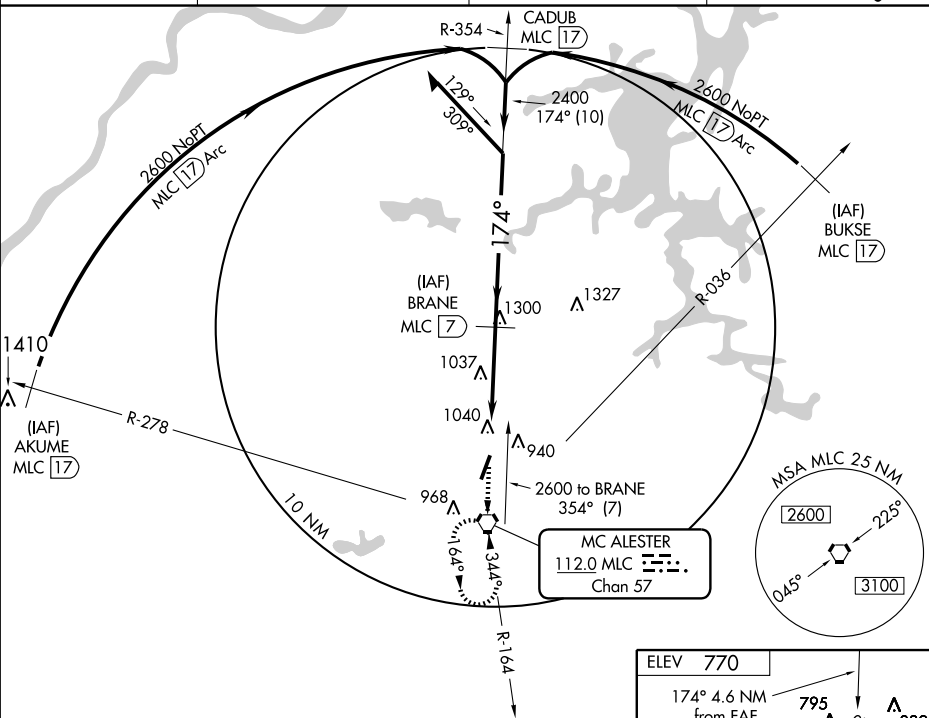 CADUB
MLC 17
R-354
129°
309°
2400
174° (10)
2600 NoPT
MLC 17 Arc
2600 NoPT
MLC 17 Arc
174°
(IAF)
BUKSE
MLC 17
R-036
(IAF)
BRANE
MLC 7
1300
1327
1037
1410
(IAF)
AKUME
MLC 17
R-278
1040
940
968
2600 to BRANE
354° (7)
10 NM
164°
344°
MC ALESTER
112.0 MLC
Chan 57
R-164
MSA MLC 25 NM
2600
225°
045°
3100
ELEV 770
174° 4.6 NM
from FAF
795